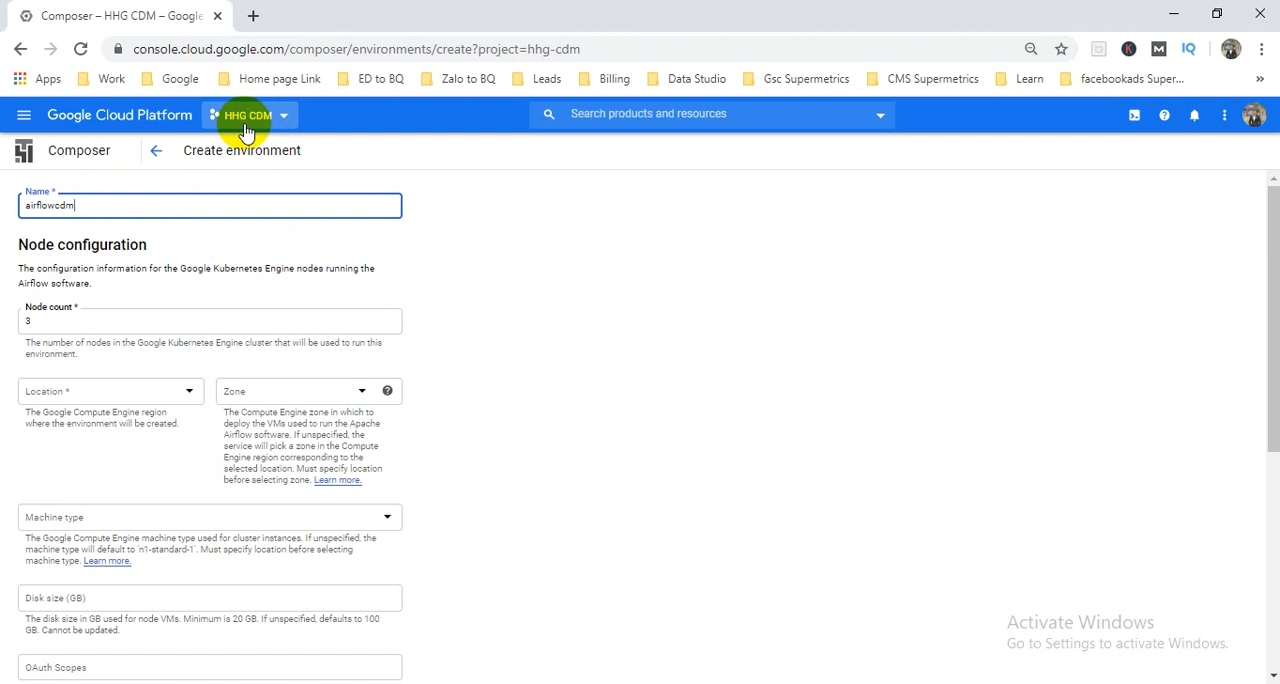 Composer – HHG CDM – Google
console.cloud.google.com/composer/environments/create?project=hhg-cdm
Apps Work Google Home page Link ED to BQ Zalo to BQ Leads Billing Data Studio Gsc Supermetrics CMS Supermetrics Learn facebookads Super... »
Google Cloud Platform HHG CDM Search products and resources
Composer Create environment
Name *
airflowcdm
Node configuration
The configuration information for the Google Kubernetes Engine nodes running the
Airflow software.
Node count *
3
The number of nodes in the Google Kubernetes Engine cluster that will be used to run this
environment.
Location * Zone
The Google Compute Engine region
where the environment will be created.
The Compute Engine zone in which to
deploy the VMs used to run the Apache
Airflow software. If unspecified, the
service will pick a zone in the Compute
Engine region corresponding to the
selected location. Must specify location
before selecting zone. Learn more.
Machine type
The Google Compute Engine machine type used for cluster instances. If unspecified, the
machine type will default to 'n1-standard-1'. Must specify location before selecting
machine type. Learn more.
Disk size (GB)
The disk size in GB used for node VMs. Minimum is 20 GB. If unspecified, defaults to 100
GB. Cannot be updated.
OAuth Scopes
Activate Windows
Go to Settings to activate Windows.